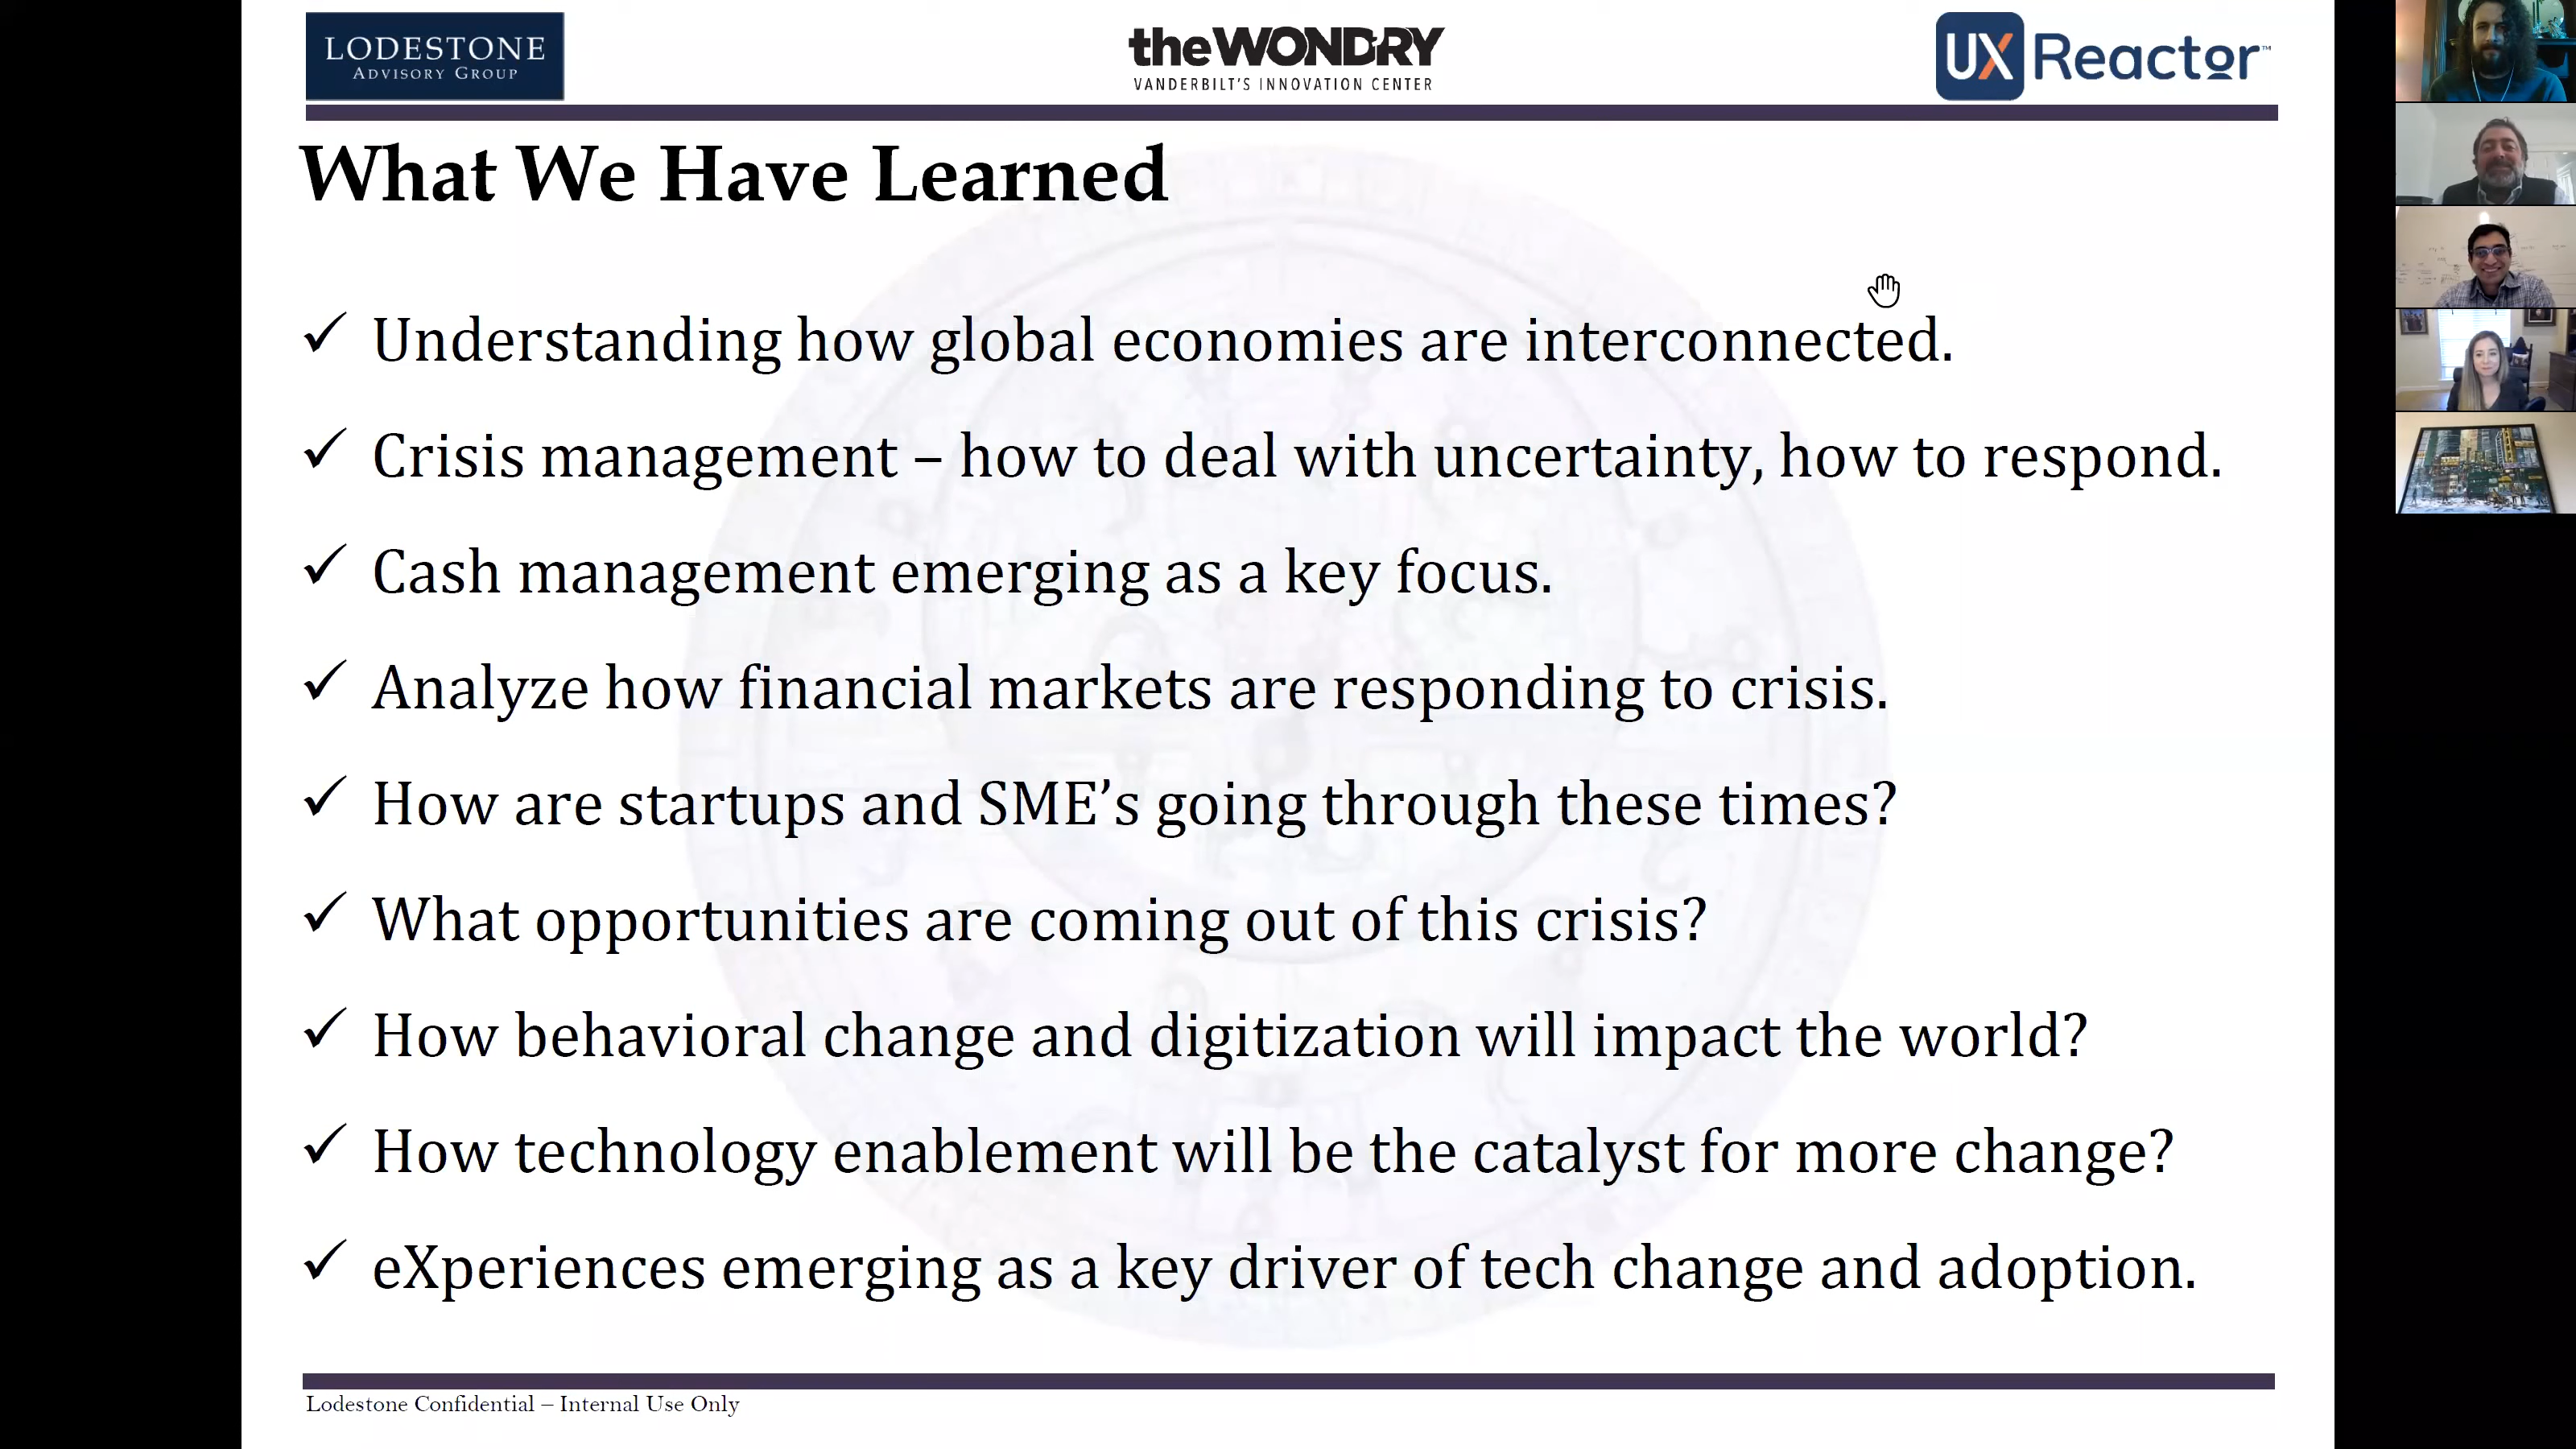 LODESTONE
ADVISORY GROUP
theWONDRY
VANDERBILT'S INNOVATION CENTER
UX Reactor™
What We Have Learned
✓ Understanding how global economies are interconnected.
✓ Crisis management – how to deal with uncertainty, how to respond.
✓ Cash management emerging as a key focus.
✓ Analyze how financial markets are responding to crisis.
✓ How are startups and SME’s going through these times?
✓ What opportunities are coming out of this crisis?
✓ How behavioral change and digitization will impact the world?
✓ How technology enablement will be the catalyst for more change?
✓ eXperiences emerging as a key driver of tech change and adoption.
Lodestone Confidential – Internal Use Only